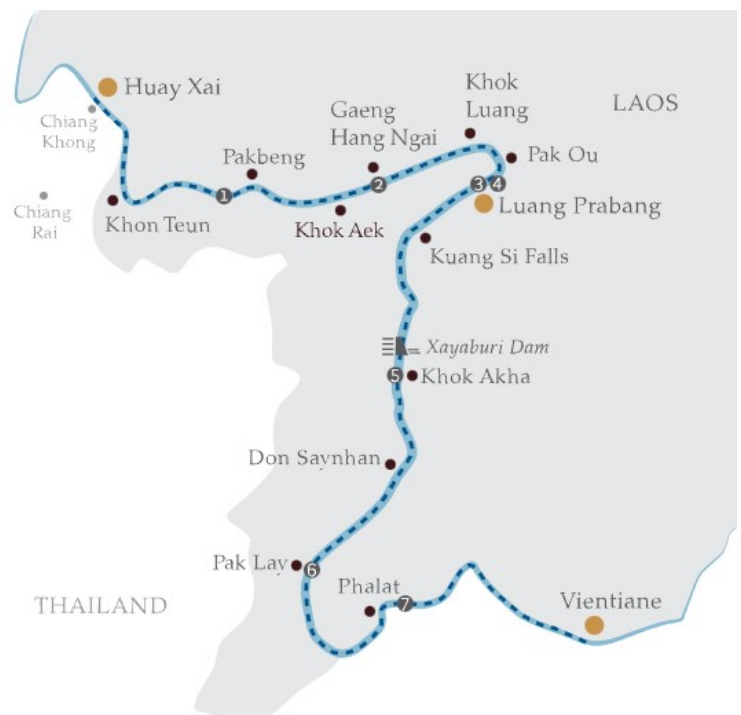 Huay Xai
Khok
Luang
LAOS
Chiang
Khong
Gaeng
Hang Ngai
Pakbeng
Pak Ou
1
2
3
4
Chiang
Rai
Khon Teun
Khok Aek
Luang Prabang
Kuang Si Falls
Xayaburi Dam
5
Khok Akha
Don Saynhan
Pak Lay
6
THAILAND
Phalat
7
Vientiane